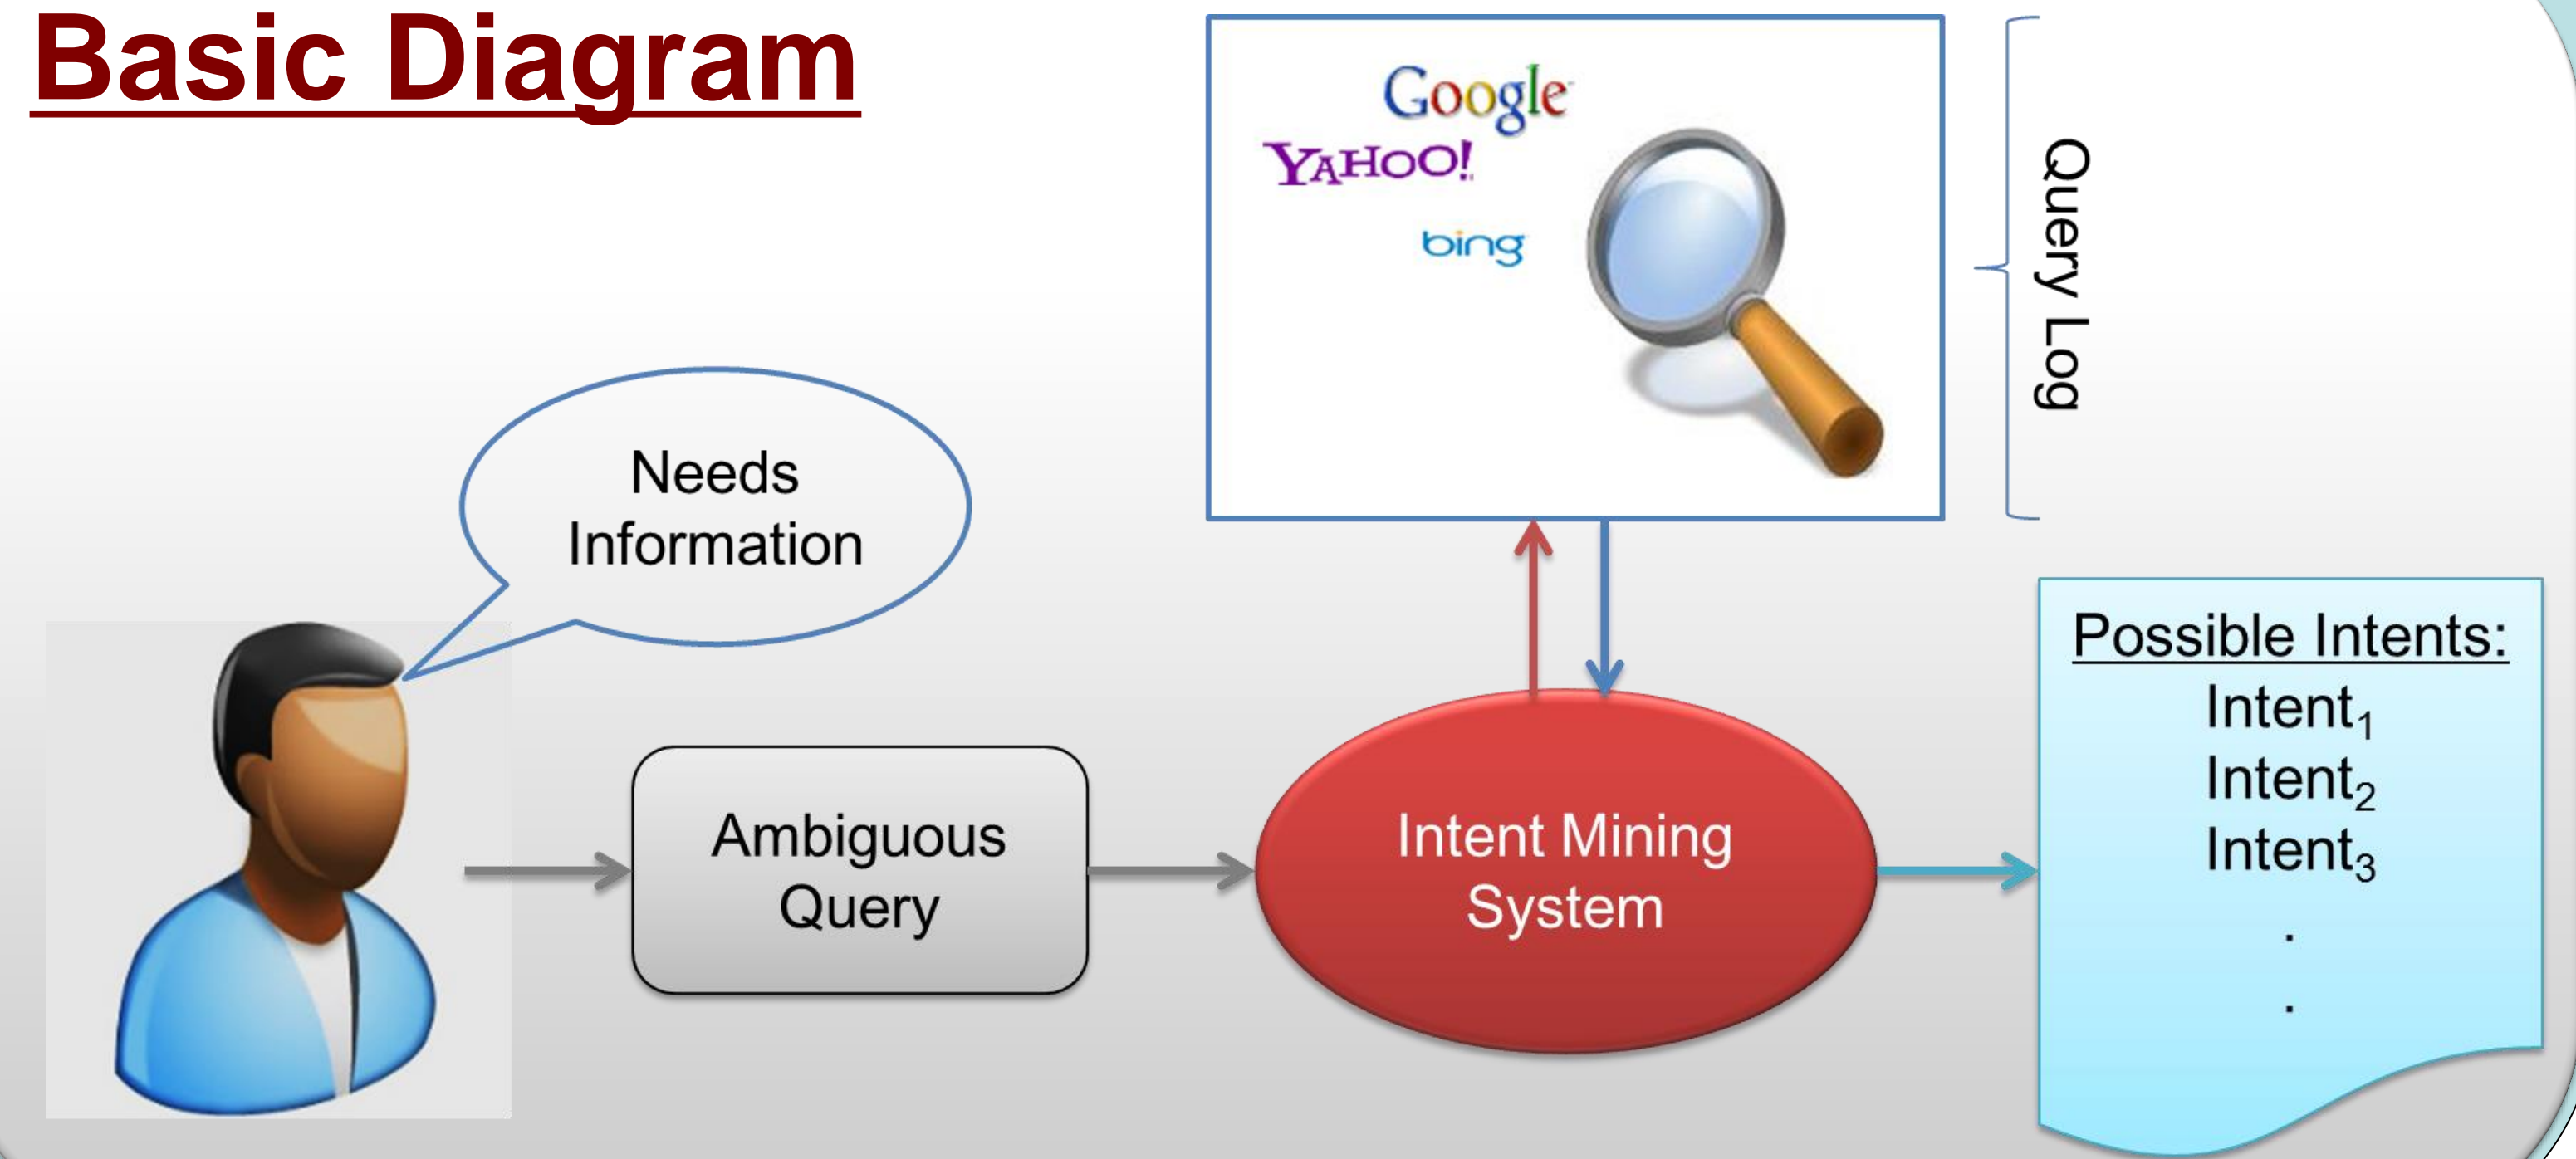 Basic Diagram
Google
YAHOO!
bing
Query Log
Needs
Information
Ambiguous
Query
Intent Mining
System
Possible Intents:
Intent₁
Intent₂
Intent₃
.
.